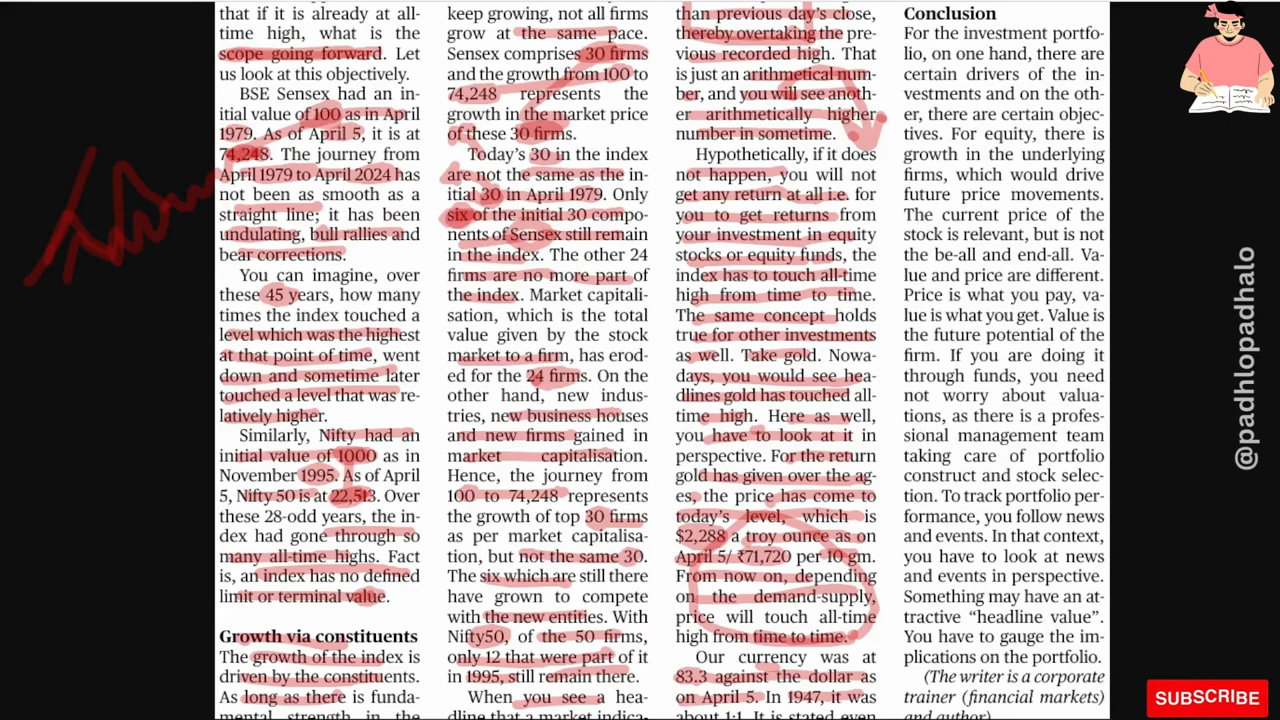 that if it is already at all-
time high, what is the
scope going forward. Let
us look at this objectively.
BSE Sensex had an in-
itial value of 100 as in April
1979. As of April 5, it is at
74,248. The journey from
April 1979 to April 2024 has
not been as smooth as a
straight line; it has been
undulating, bull rallies and
bear corrections.
You can imagine, over
these 45 years, how many
times the index touched a
level which was the highest
at that point of time, went
down and sometime later
touched a level that was re-
latively higher.
Similarly, Nifty had an
initial value of 1000 as in
November 1995. As of April
5, Nifty 50 is at 22,513. Over
these 28-odd years, the in-
dex had gone through so
many all-time highs. Fact
is, an index has no defined
limit or terminal value.
Growth via constituents
The growth of the index is
driven by the constituents.
As long as there is funda-
mental strength in the
keep growing, not all firms
grow at the same pace.
Sensex comprises 30 firms
and the growth from 100 to
74,248 represents the
growth in the market price
of these 30 firms.
Today's 30 in the index
are not the same as the in-
itial 30 in April 1979. Only
six of the initial 30 compo-
nents of Sensex still remain
in the index. The other 24
firms are no more part of
the index. Market capitali-
sation, which is the total
value given by the stock
market to a firm, has erod-
ed for the 24 firms. On the
other hand, new indus-
tries, new business houses
and new firms gained in
market capitalisation.
Hence, the journey from
100 to 74,248 represents
the growth of top 30 firms
as per market capitalisa-
tion, but not the same 30.
The six which are still there
have grown to compete
with the new entities. With
Nifty50, of the 50 firms,
only 12 that were part of it
in 1995, still remain there.
When you see a hea-
dline that a market indica-
than previous day's close,
thereby overtaking the pre-
vious recorded high. That
is just an arithmetical num-
ber, and you will see anoth-
er arithmetically higher
number in sometime.
Hypothetically, if it does
not happen, you will not
get any return at all i.e. for
you to get returns from
your investment in equity
stocks or equity funds, the
index has to touch all-time
high from time to time.
The same concept holds
true for other investments
as well. Take gold. Nowa-
days, you would see hea-
dlines gold has touched all-
time high. Here as well,
you have to look at it in
perspective. For the return
gold has given over the ag-
es, the price has come to
today's level, which is
$2,288 a troy ounce as on
April 5/ ₹71,720 per 10 gm.
From now on, depending
on the demand-supply,
price will touch all-time
high from time to time.
Our currency was at
83.3 against the dollar as
on April 5. In 1947, it was
about 1:1. It is stated even
Conclusion
For the investment portfo-
lio, on one hand, there are
certain drivers of the in-
vestments and on the oth-
er, there are certain objec-
tives. For equity, there is
growth in the underlying
firms, which would drive
future price movements.
The current price of the
stock is relevant, but is not
the be-all and end-all. Va-
lue and price are different.
Price is what you pay, va-
lue is what you get. Value is
the future potential of the
firm. If you are doing it
through funds, you need
not worry about valua-
tions, as there is a profes-
sional management team
taking care of portfolio
construct and stock selec-
tion. To track portfolio per-
formance, you follow news
and events. In that context,
you have to look at news
and events in perspective.
Something may have an at-
tractive “headline value”.
You have to gauge the im-
plications on the portfolio.
(The writer is a corporate
trainer (financial markets)
and author)
@padhlopadhalo
SUBSCRIBE